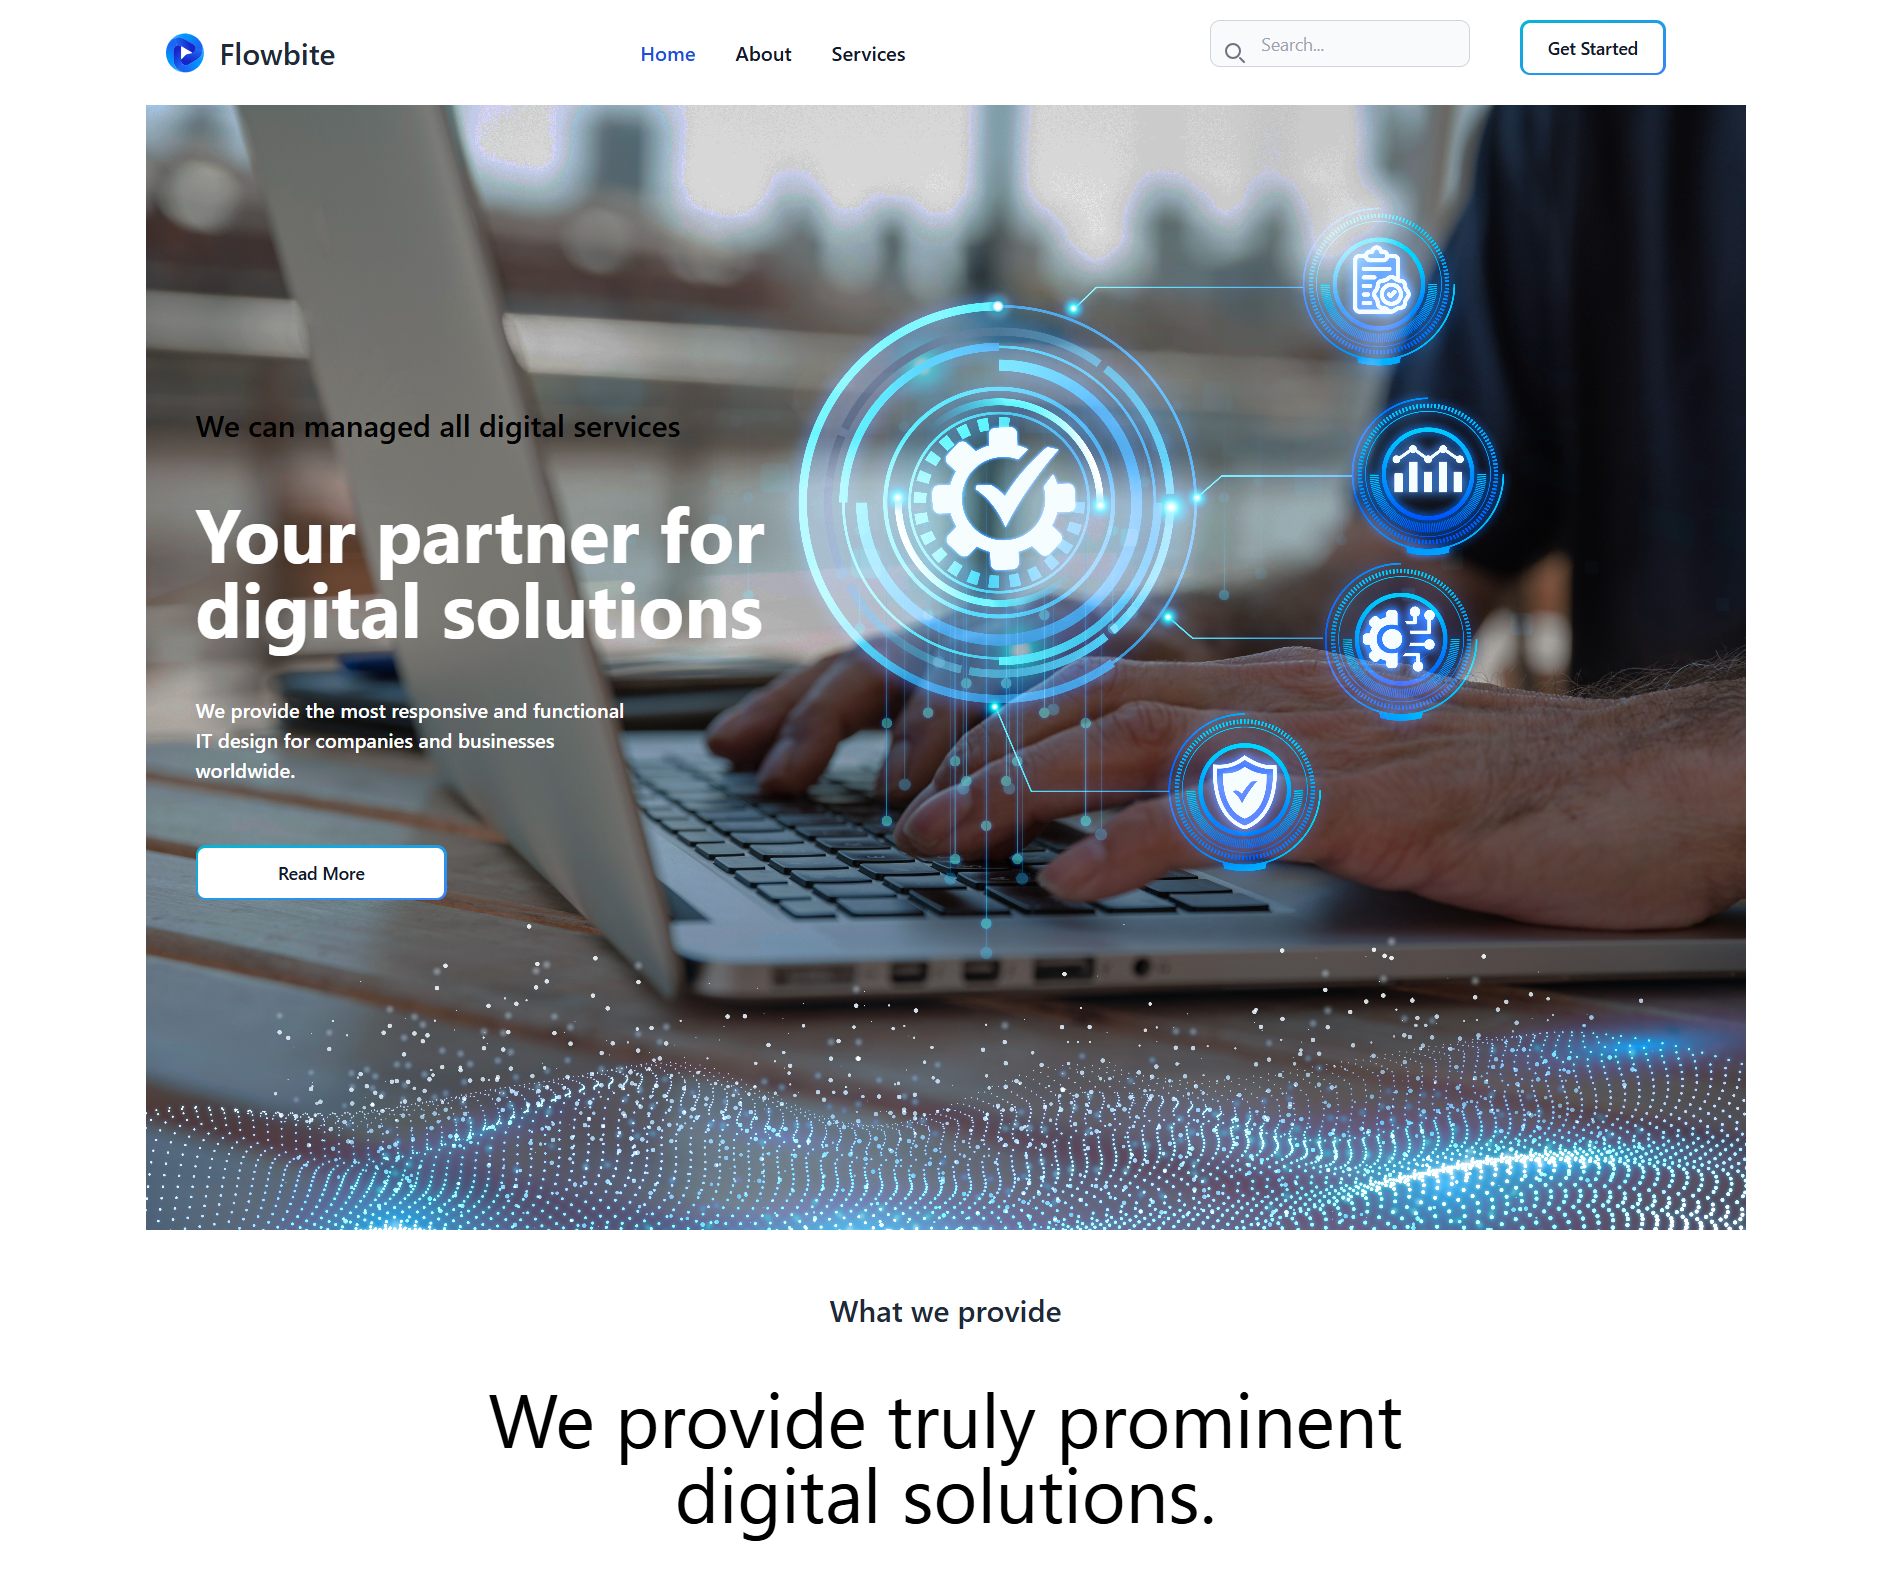 Flowbite
Home About Services
Search...
Get Started
We can managed all digital services
Your partner for
digital solutions
We provide the most responsive and functional
IT design for companies and businesses
worldwide.
Read More
What we provide
We provide truly prominent
digital solutions.